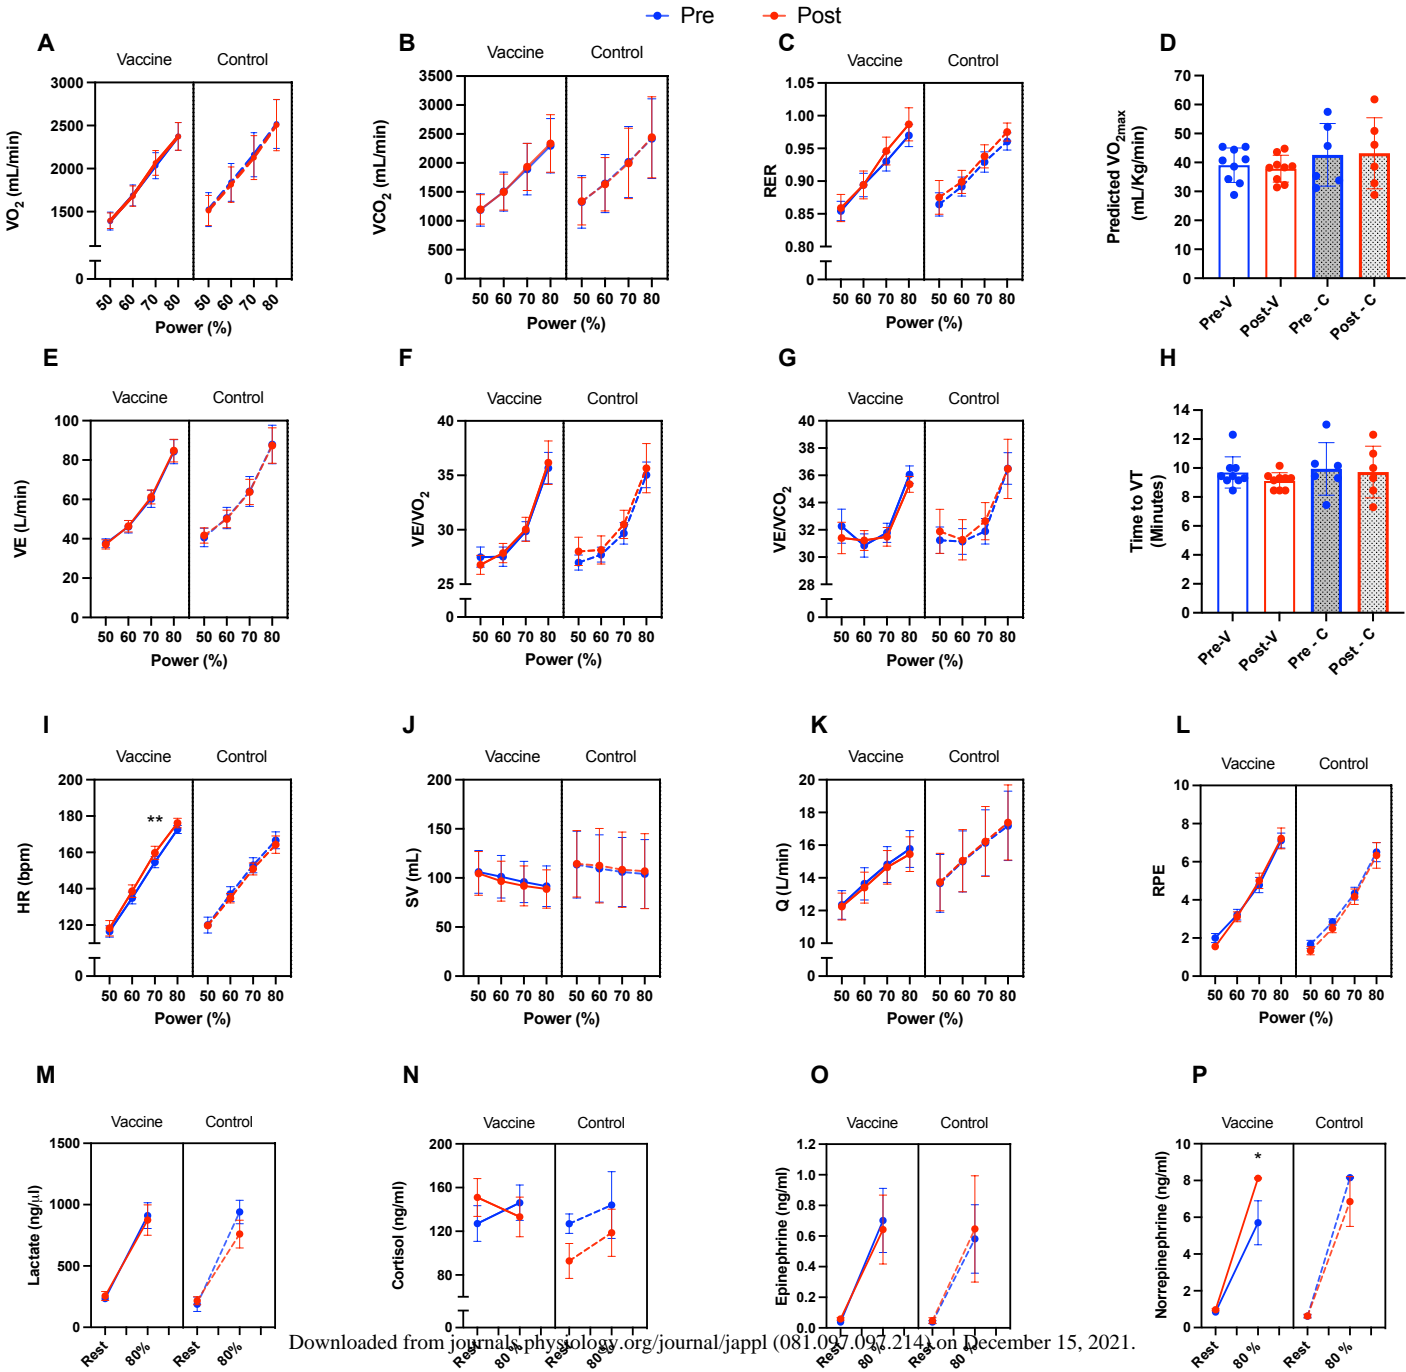 Pre Post
A B C D
Vaccine Control Vaccine Control Vaccine Control
VO2 (mL/min)
3000
2500
2000
1500
0
50 60 70 80 50 60 70 80
Power (%)
VCO2 (mL/min)
3500
3000
2500
2000
1500
1000
500
0
50 60 70 80 50 60 70 80
Power (%)
RER
1.05
1.00
0.95
0.90
0.85
0.80
0
50 60 70 80 50 60 70 80
Power (%)
Predicted VO2max
(mL/Kg/min)
70
60
50
40
30
20
10
0
Pre-V Post-V Pre - C Post - C
E F G H
Vaccine Control Vaccine Control Vaccine Control
VE (L/min)
100
80
60
40
20
0
50 60 70 80 50 60 70 80
Power (%)
VE/VO2
40
35
30
25
0
50 60 70 80 50 60 70 80
Power (%)
VE/VCO2
40
38
36
34
32
30
28
0
50 60 70 80 50 60 70 80
Power (%)
Time to VT
(Minutes)
14
12
10
8
6
4
2
0
Pre-V Post-V Pre - C Post - C
I J K L
Vaccine Control Vaccine Control Vaccine Control Vaccine Control
HR (bpm)
200
180
160
140
120
0
**
50 60 70 80 50 60 70 80
Power (%)
SV (mL)
200
150
100
50
0
50 60 70 80 50 60 70 80
Power (%)
Q (L/min)
20
18
16
14
12
10
0
50 60 70 80 50 60 70 80
Power (%)
RPE
10
8
6
4
2
0
50 60 70 80 50 60 70 80
Power (%)
M N O P
Vaccine Control Vaccine Control Vaccine Control Vaccine Control
Lactate (ng/µl)
1500
1000
500
0
Rest 80% Rest 80%
Cortisol (ng/ml)
200
160
120
80
0
Rest 80 % Rest 80%
Epinephrine (ng/ml)
1.2
1.0
0.8
0.6
0.4
0.2
0.0
Rest 80 % Rest 80 %
Norrepinephrine (ng/ml)
10
8
6
4
2
0
*
Rest 80 % Rest 80 %
Downloaded from journals.physiology.org/journal/jappl (081.097.097.214) on December 15, 2021.